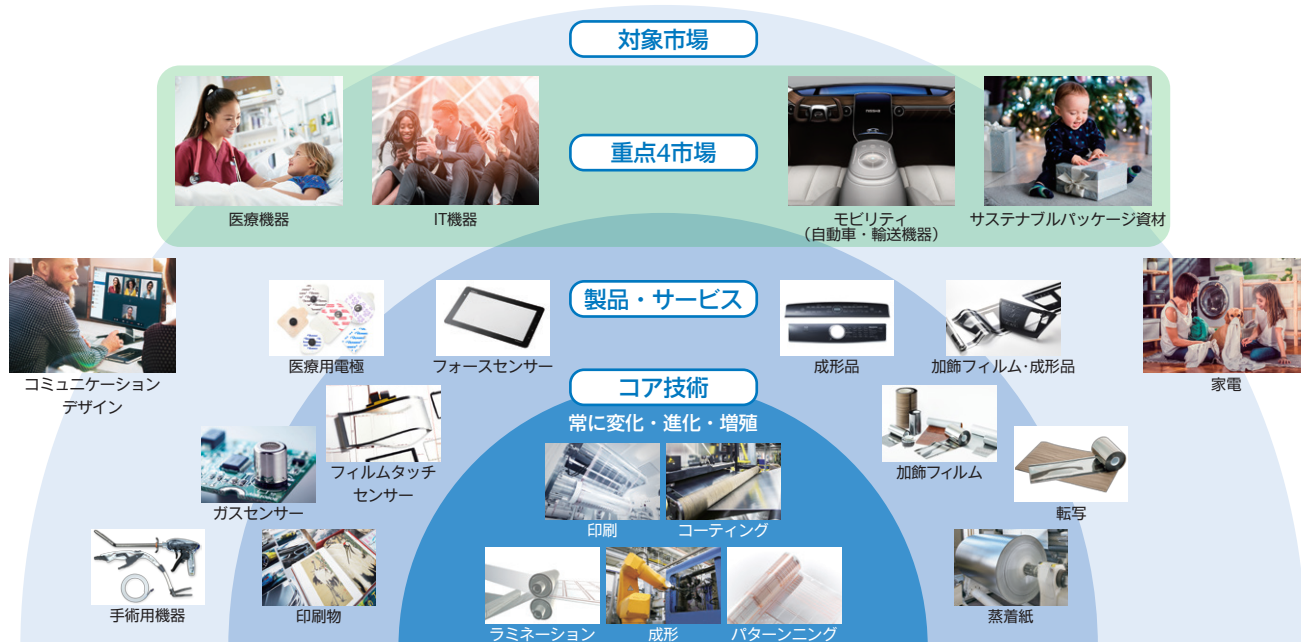 対象市場
重点4市場
医療機器
IT機器
モビリティ
（自動車・輸送機器）
サステナブルパッケージ資材
製品・サービス
コミュニケーション
デザイン
医療用電極
フォースセンサー
成形品
加飾フィルム・成形品
家電
コア技術
常に変化・進化・増殖
フィルムタッチ
センサー
ガスセンサー
加飾フィルム
転写
印刷
コーティング
手術用機器
印刷物
蒸着紙
ラミネーション
成形
パターンニング